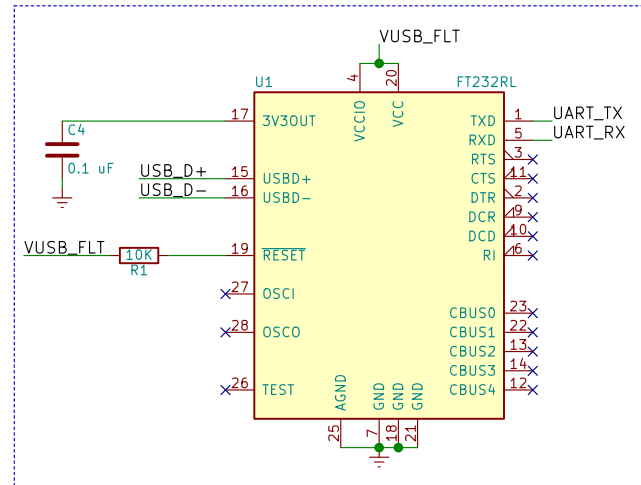 VUSB_FLT
U1
FT232RL
4
20
VCCIO
VCC
C4
0.1 uF
17
3V3OUT
TXD
1
UART_TX
RXD
5
UART_RX
RTS
3
USB_D+
15
USBD+
CTS
11
USB_D-
16
USBD-
DTR
2
DCR
9
DCD
10
VUSB_FLT
10K
R1
19
RESET
RI
6
27
OSCI
CBUS0
23
28
OSCO
CBUS1
22
CBUS2
13
CBUS3
14
26
TEST
CBUS4
12
AGND
GND
GND
GND
25
7
18
21